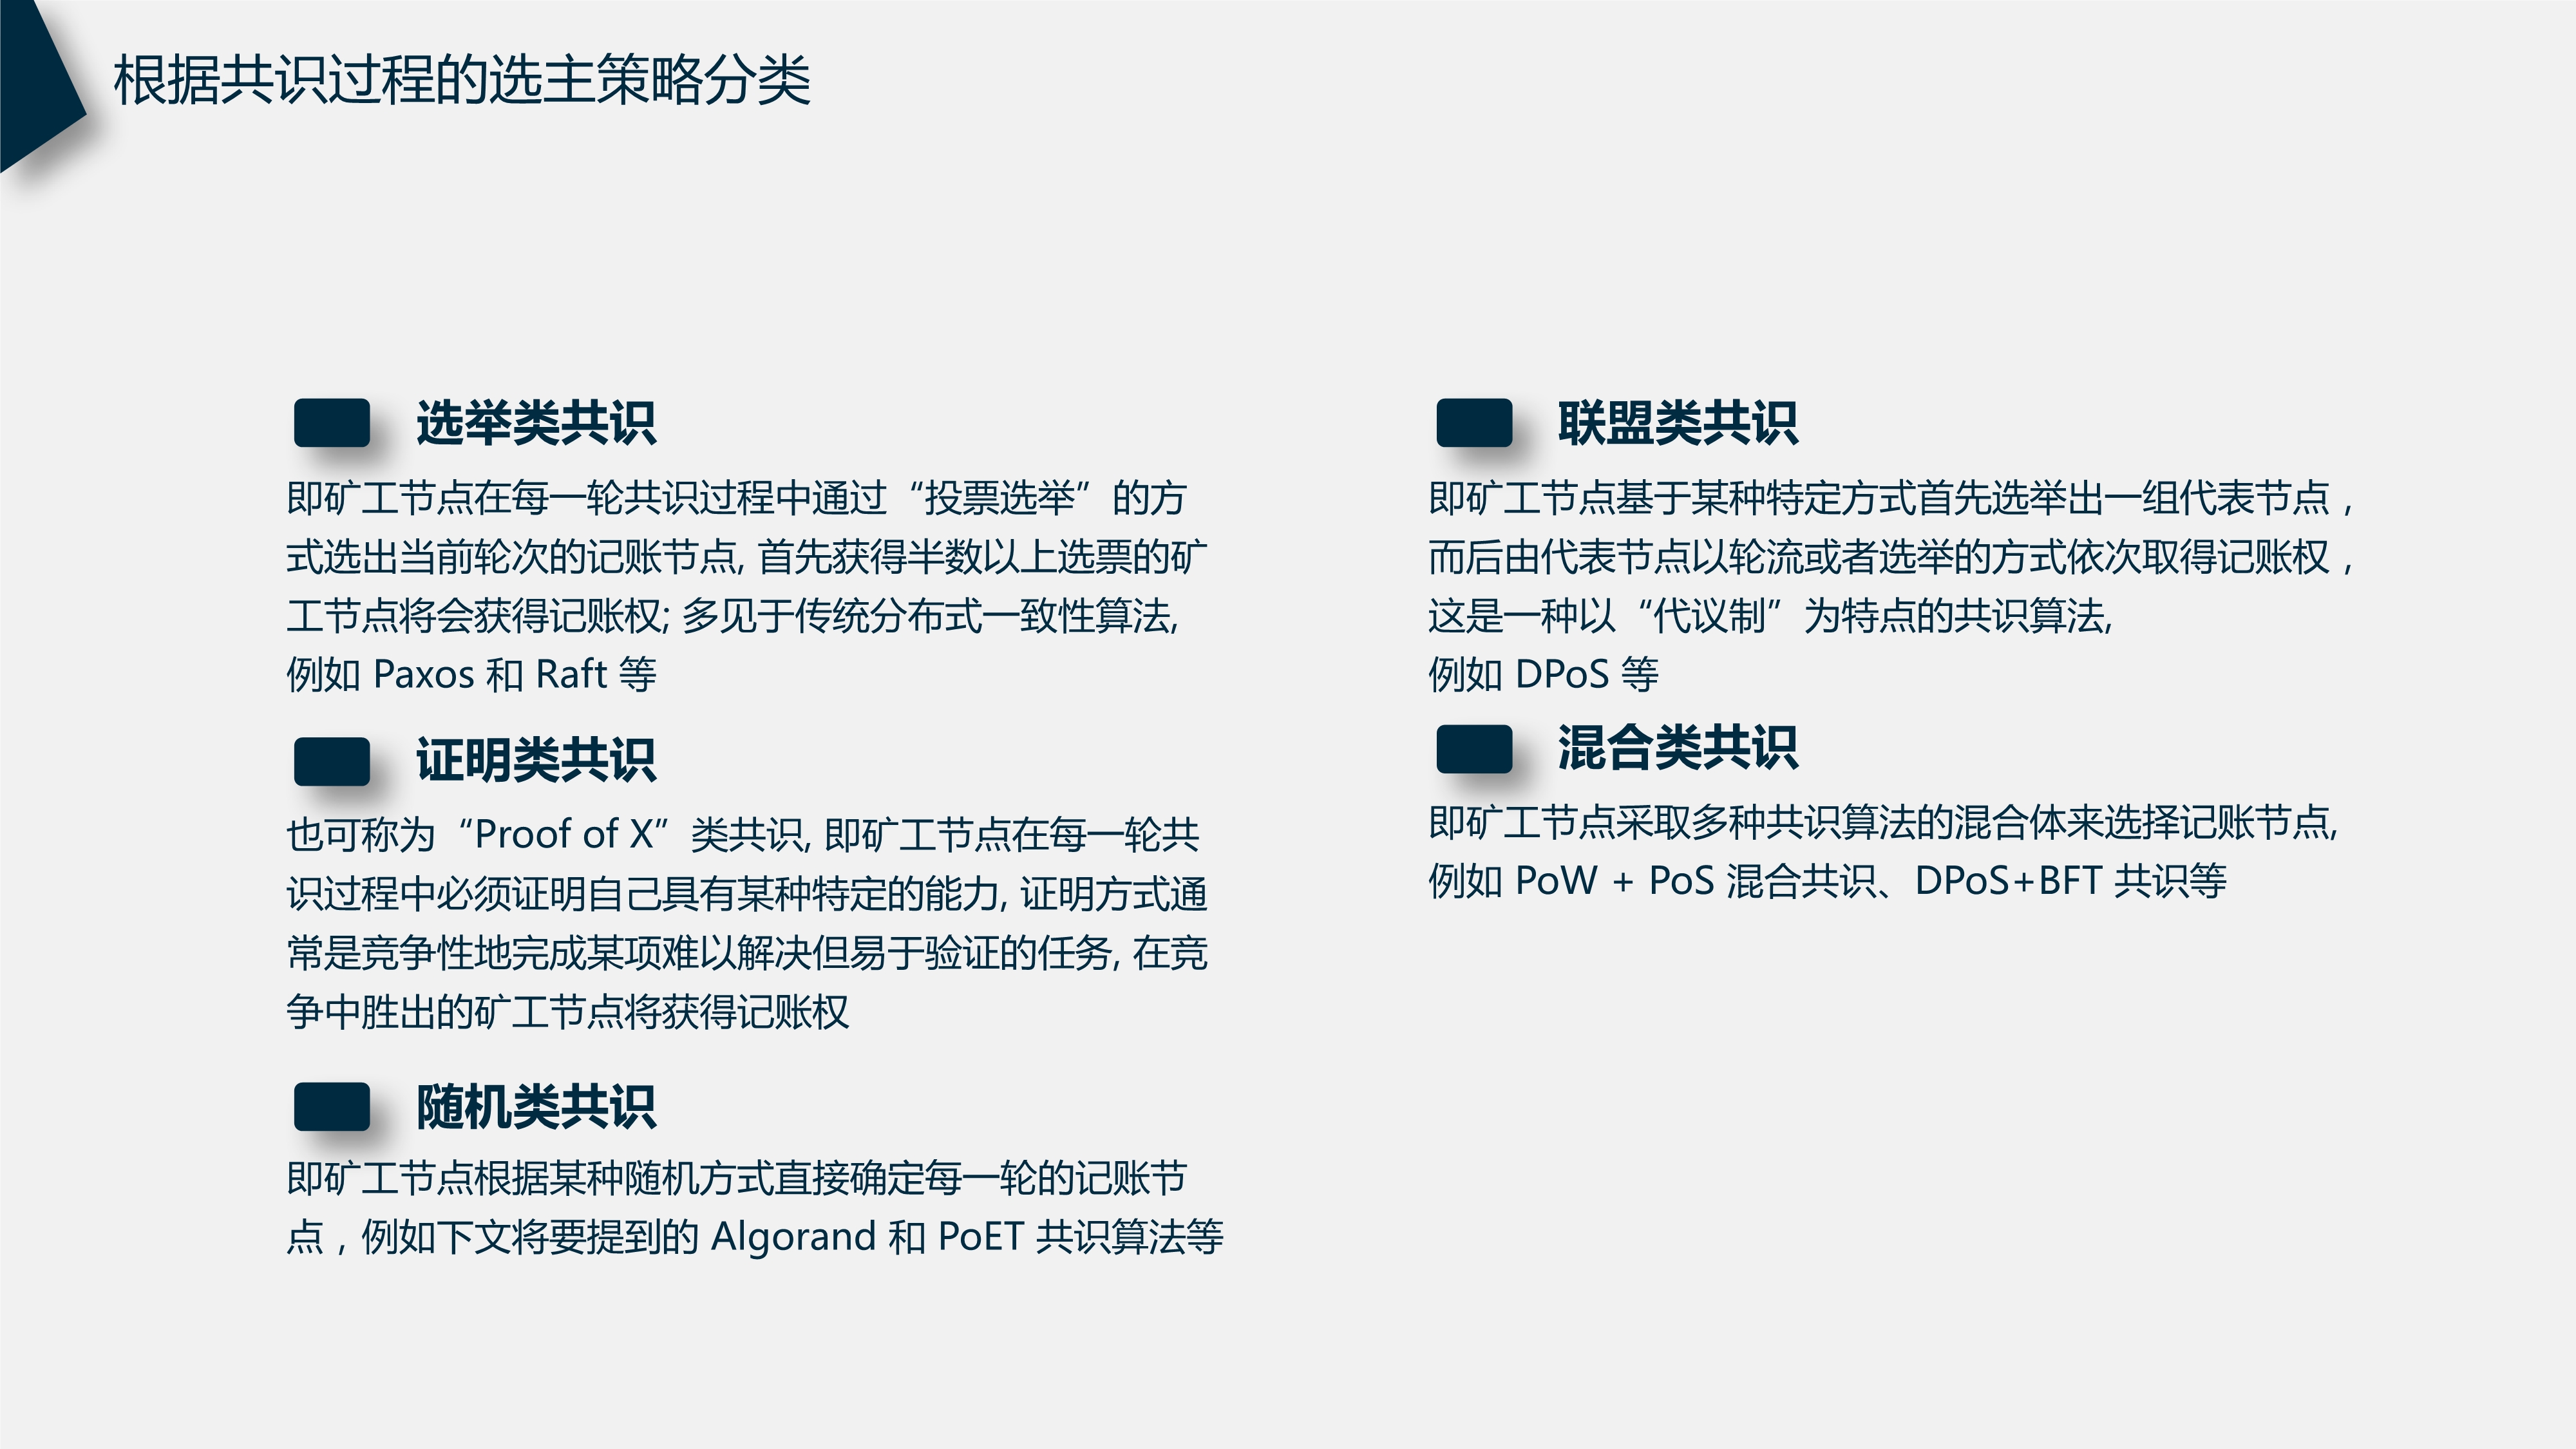 根据共识过程的选主策略分类
选举类共识
即矿工节点在每一轮共识过程中通过“投票选举”的方
式选出当前轮次的记账节点, 首先获得半数以上选票的矿
工节点将会获得记账权; 多见于传统分布式一致性算法,
例如 Paxos 和 Raft 等
证明类共识
也可称为“Proof of X”类共识, 即矿工节点在每一轮共
识过程中必须证明自己具有某种特定的能力, 证明方式通
常是竞争性地完成某项难以解决但易于验证的任务, 在竞
争中胜出的矿工节点将获得记账权
随机类共识
即矿工节点根据某种随机方式直接确定每一轮的记账节
点，例如下文将要提到的 Algorand 和 PoET 共识算法等
联盟类共识
即矿工节点基于某种特定方式首先选举出一组代表节点，
而后由代表节点以轮流或者选举的方式依次取得记账权，
这是一种以“代议制”为特点的共识算法,
例如 DPoS 等
混合类共识
即矿工节点采取多种共识算法的混合体来选择记账节点,
例如 PoW + PoS 混合共识、DPoS+BFT 共识等